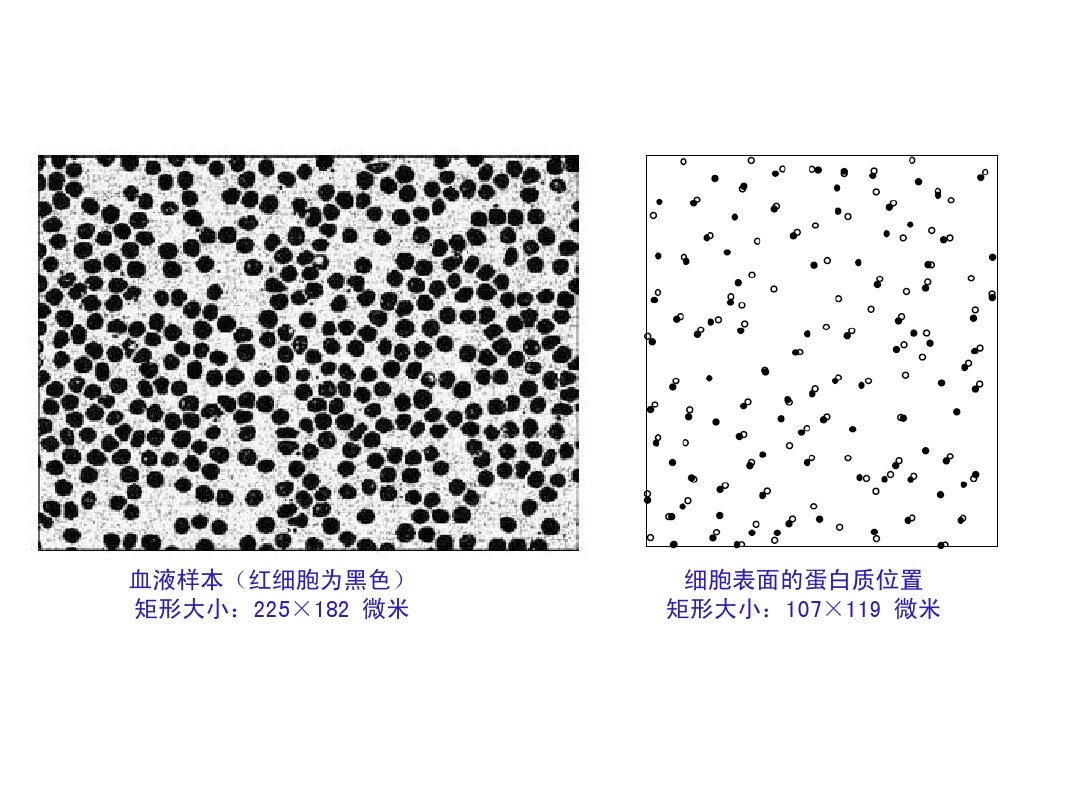 血液样本（红细胞为黑色）
矩形大小：225×182 微米
细胞表面的蛋白质位置
矩形大小：107×119 微米